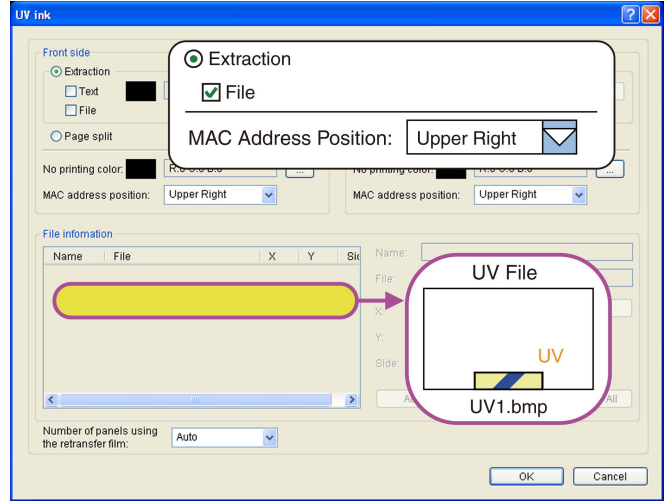 UV ink
Front side
Extraction
Text
File
Page split
Extraction
File
MAC Address Position: Upper Right
No printing color: R:0 G:0 B:0 ...
No printing color: R:0 G:0 B:0 ...
MAC address position: Upper Right
MAC address position: Upper Right
File infomation
Name File X Y Sid
Name:
File:
X:
Y:
Side:
UV File
UV
UV1.bmp
All
Number of panels using
the retransfer film: Auto
OK Cancel